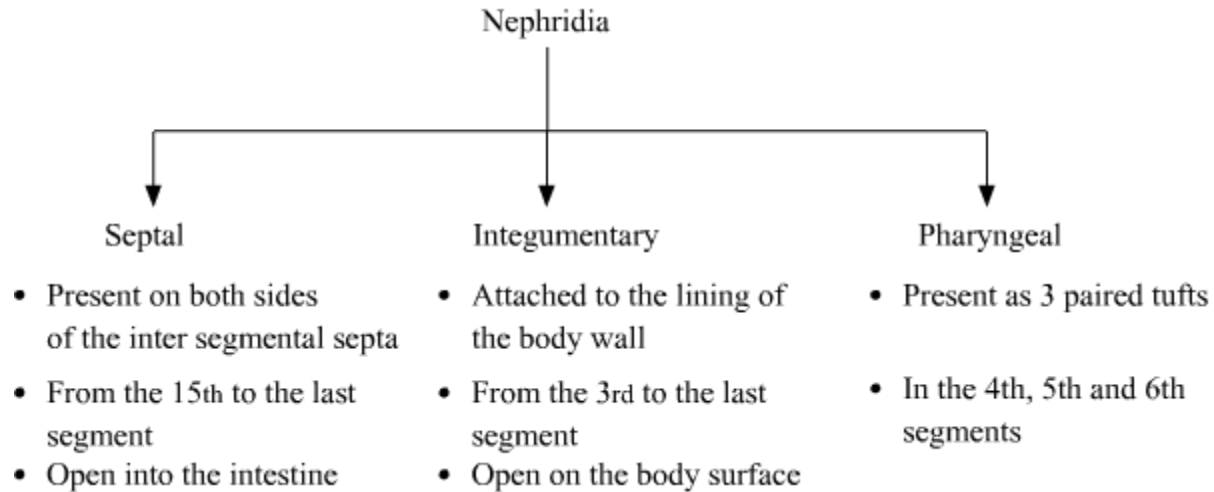 Nephridia
Septal
• Present on both sides
of the inter segmental septa
• From the 15th to the last
segment
• Open into the intestine
Integumentary
• Attached to the lining of
the body wall
• From the 3rd to the last
segment
• Open on the body surface
Pharyngeal
• Present as 3 paired tufts
• In the 4th, 5th and 6th
segments